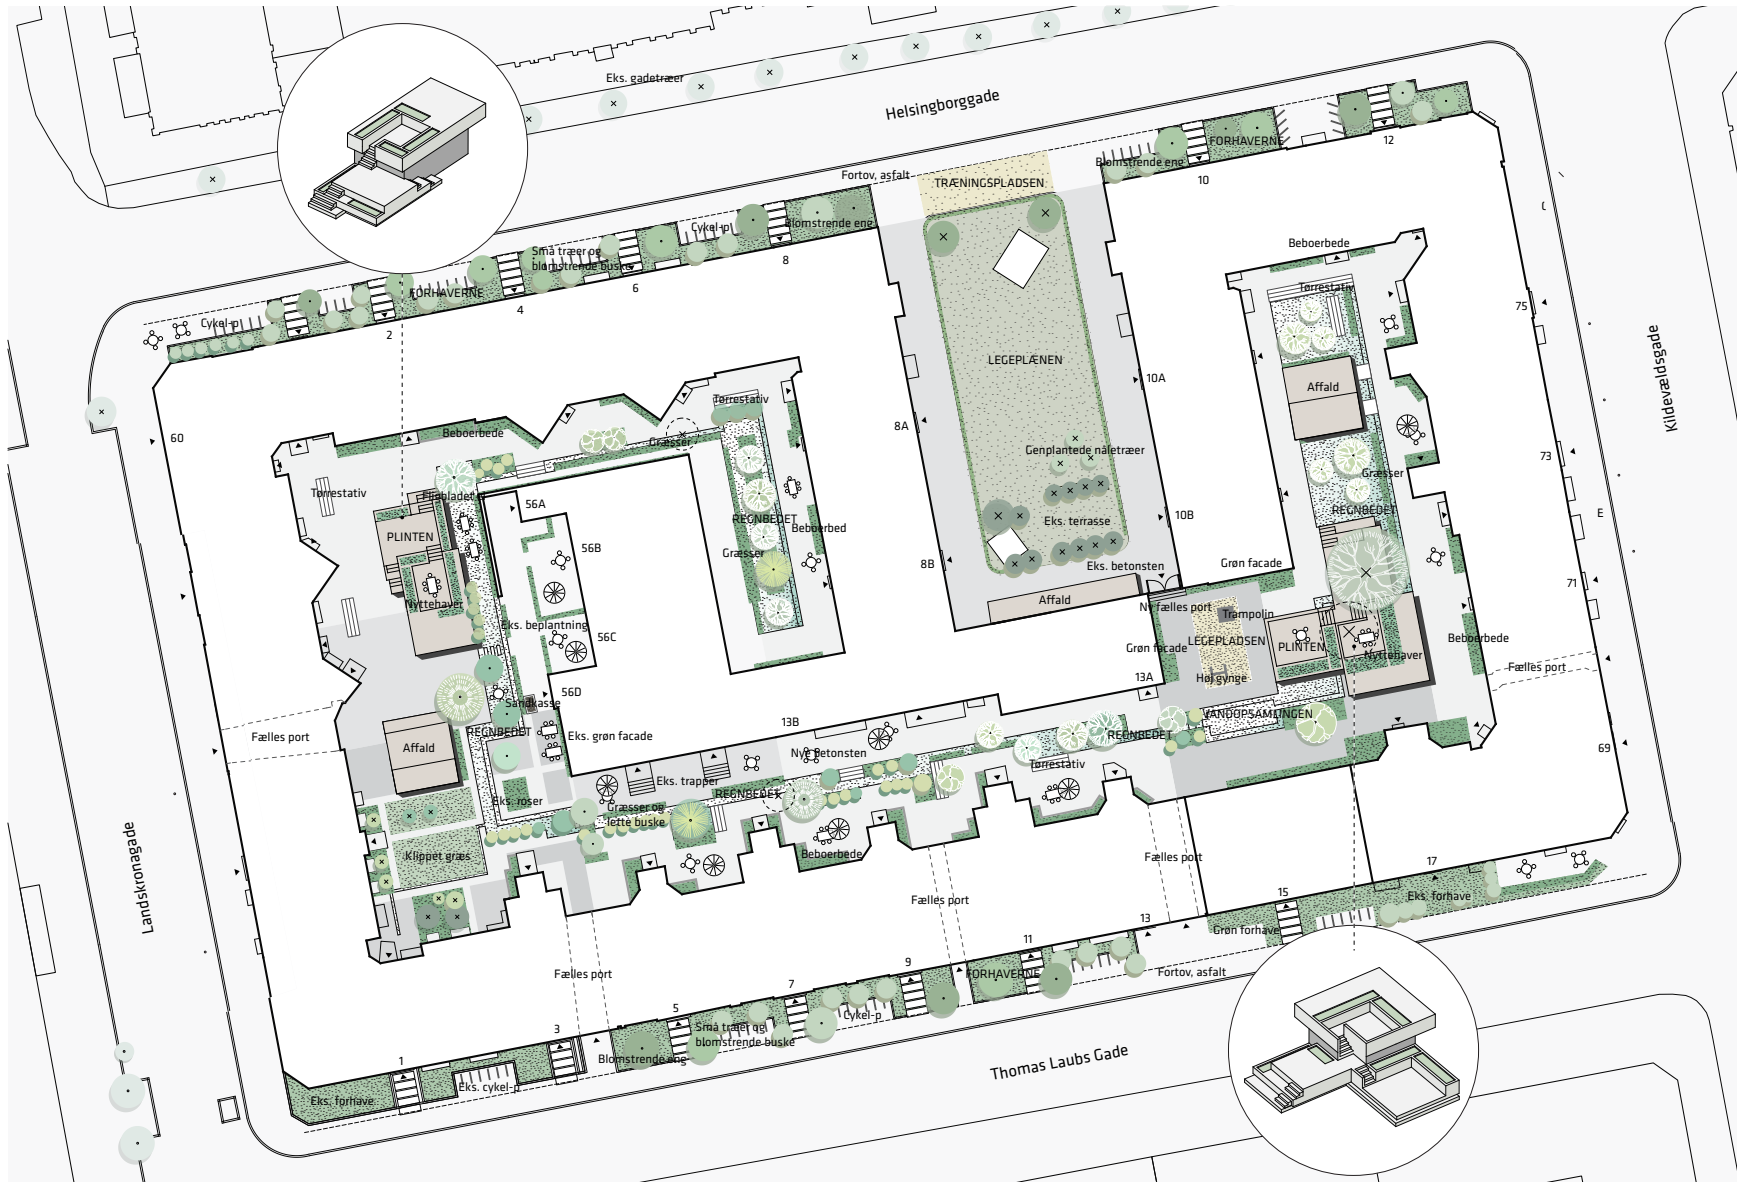 Eks. gadetræer
Helsingborggade
Fortov, asfalt
TRÆNINGSPLADSEN
Blomstrende eng
FORHAVERNE
12
10
Cykel-p
Blomstrende eng
8
Små træer og
blomstrende buske
6
FORHAVERNE
4
Cykel-p
2
Beboerbede
Tørrestativ
75
Kildevældsgade
LEGEPLÆNEN
10A
Affald
8A
60
Beboerbede
Tørrestativ
Græsser
Genplantede nåletræer
73
Græsser
REGNBEDET
E
Tørrestativ
56A
PLINTEN
56B
REGNBEDET
Beboerbed
Græsser
Eks. terrasse
10B
8B
Eks. betonsten
Grøn facade
71
Affald
Ny fælles port
Trampolin
Nyttehaver
Eks. beplantning
56C
LEGEPLADSEN
PLINTEN
Nyttehaver
Beboerbede
Grøn facade
Fælles port
Høj gynge
13A
56D
Sandkasse
REGNBEDET
Eks. grøn facade
13B
VANDOPSAMLINGEN
REGNBEDET
Fælles port
Affald
Nye betonsten
Tørrestativ
69
Eks. trapper
REGNBEDET
Eks. roser
Græsser og
lette buske
Klippet græs
Beboerbede
Fælles port
Landskronagade
17
Eks. forhave
Fælles port
15
Grøn forhave
13
11
Fælles port
9
FORHAVERNE
Fortov, asfalt
7
Cykel-p
5
Små træer og
blomstrende buske
3
Blomstrende eng
1
Eks. cykel-p
Eks. forhave
Thomas Laubs Gade